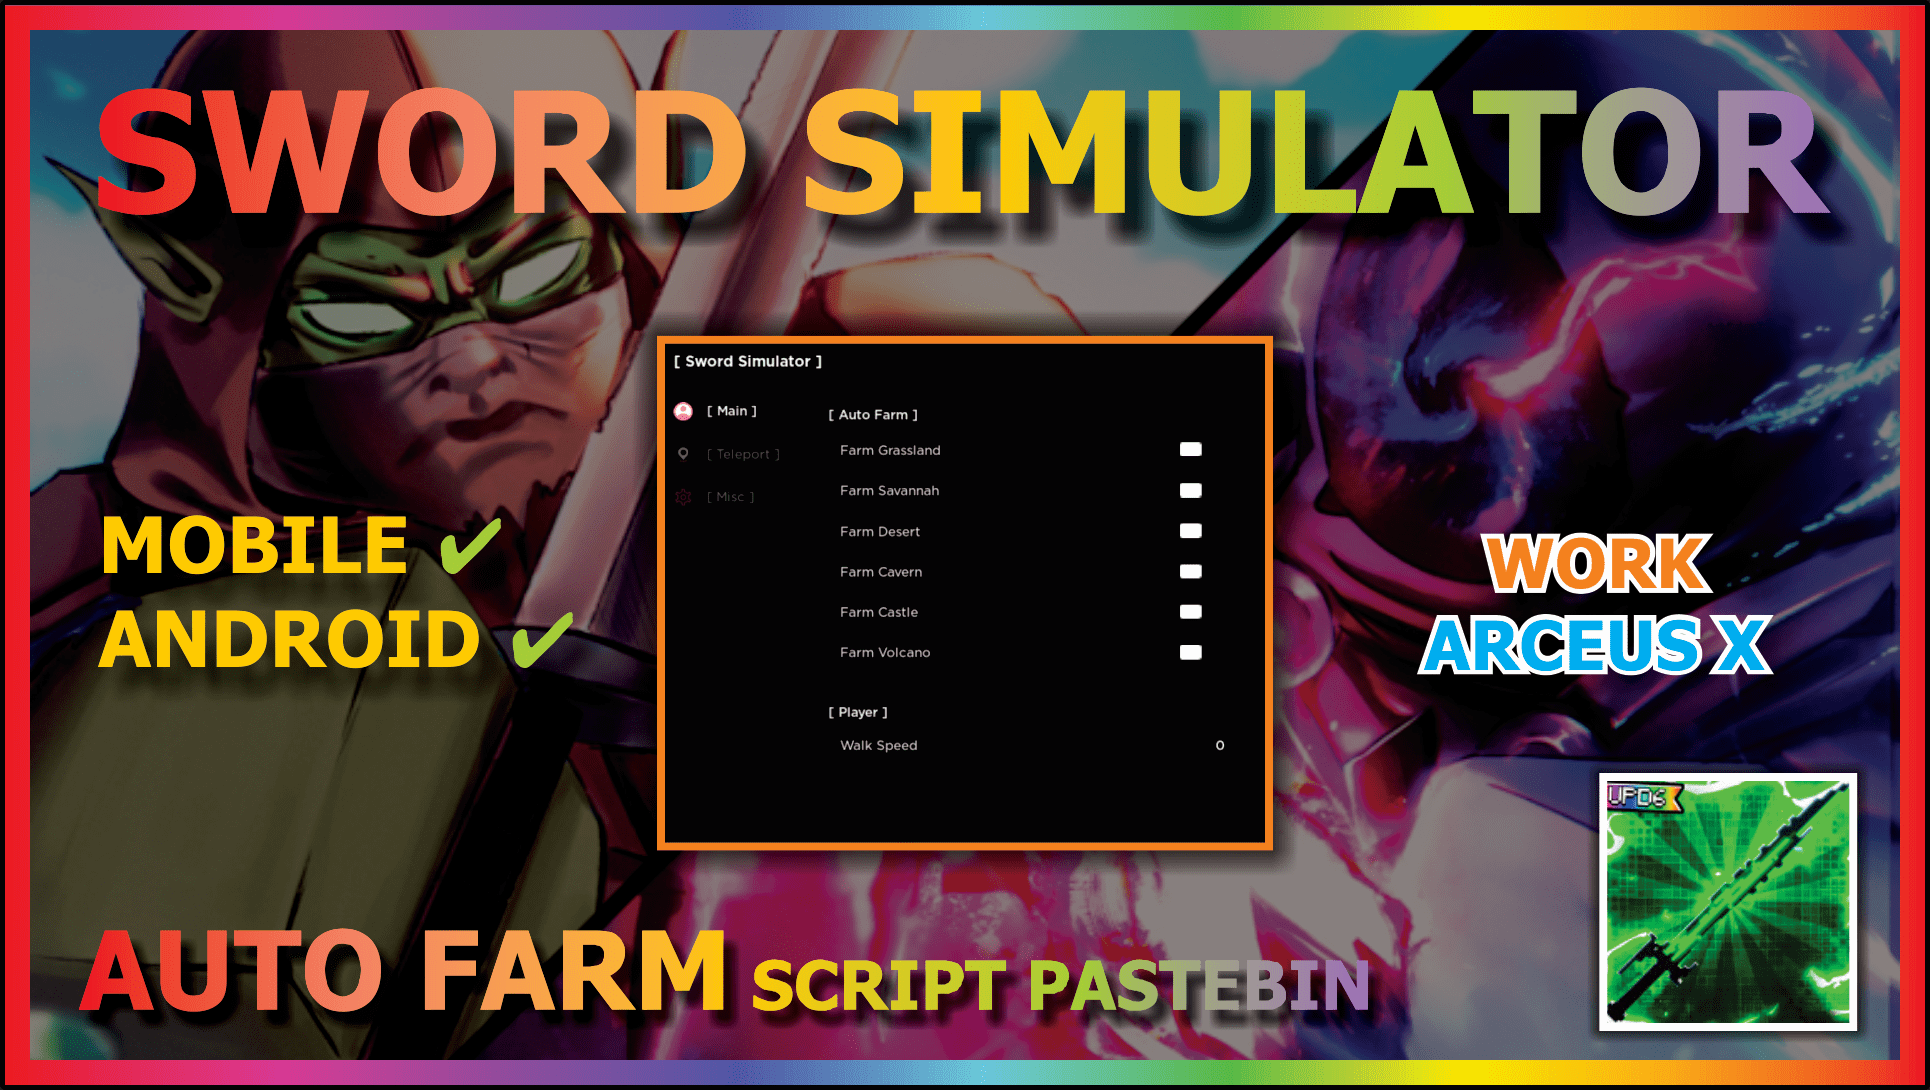 SWORD SIMULATOR
[ Sword Simulator ]
[ Main ]
[ Teleport ]
[ Misc ]
[ Auto Farm ]
Farm Grassland
Farm Savannah
Farm Desert
Farm Cavern
Farm Castle
Farm Volcano
[ Player ]
Walk Speed 0
MOBILE ✔
ANDROID ✔
WORK
ARCEUS X
UPD6
AUTO FARM SCRIPT PASTEBIN